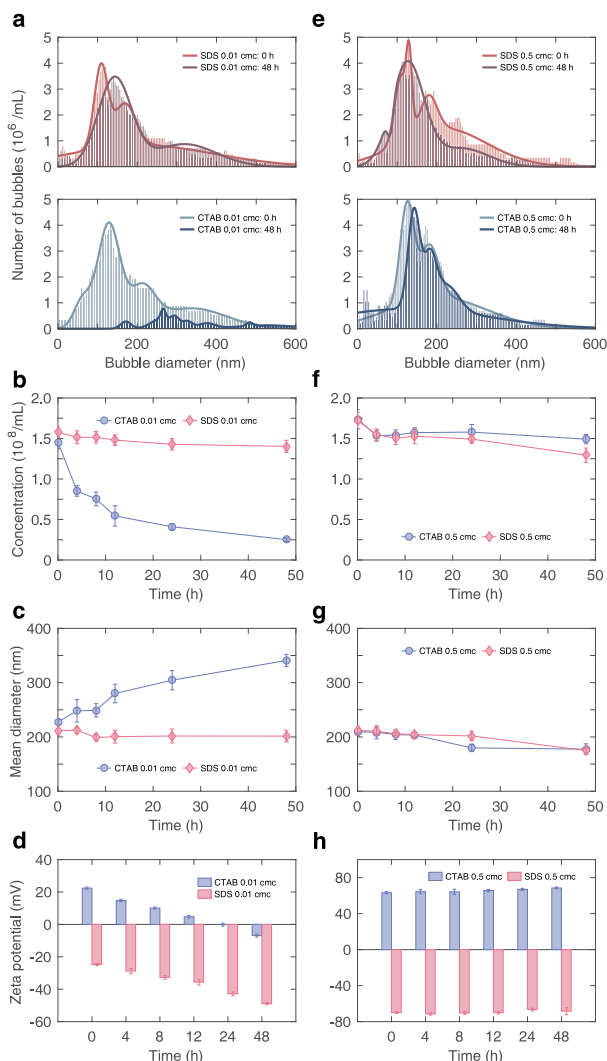 a
5
4
3
2
1
0
SDS 0.01 cmc: 0 h
SDS 0.01 cmc: 48 h
5
4
3
2
1
0
CTAB 0.01 cmc: 0 h
CTAB 0.01 cmc: 48 h
0 200 400 600
Bubble diameter (nm)
Number of bubbles (10⁶ /mL)
e
5
4
3
2
1
0
SDS 0.5 cmc: 0 h
SDS 0.5 cmc: 48 h
5
4
3
2
1
0
CTAB 0.5 cmc: 0 h
CTAB 0.5 cmc: 48 h
0 200 400 600
Bubble diameter (nm)
b
2.0
1.5
1.0
0.5
0
CTAB 0.01 cmc SDS 0.01 cmc
0 10 20 30 40 50
Time (h)
Concentration (10⁸/mL)
f
2.0
1.5
1.0
0.5
0
CTAB 0.5 cmc SDS 0.5 cmc
0 10 20 30 40 50
Time (h)
c
400
300
200
100
CTAB 0.01 cmc SDS 0.01 cmc
0 10 20 30 40 50
Time (h)
Mean diameter (nm)
g
400
300
200
100
CTAB 0.5 cmc SDS 0.5 cmc
0 10 20 30 40 50
Time (h)
d
40
20
0
-20
-40
-60
CTAB 0.01 cmc
SDS 0.01 cmc
0 4 8 12 24 48
Time (h)
Zeta potential (mV)
h
80
40
0
-40
-80
CTAB 0.5 cmc SDS 0.5 cmc
0 4 8 12 24 48
Time (h)